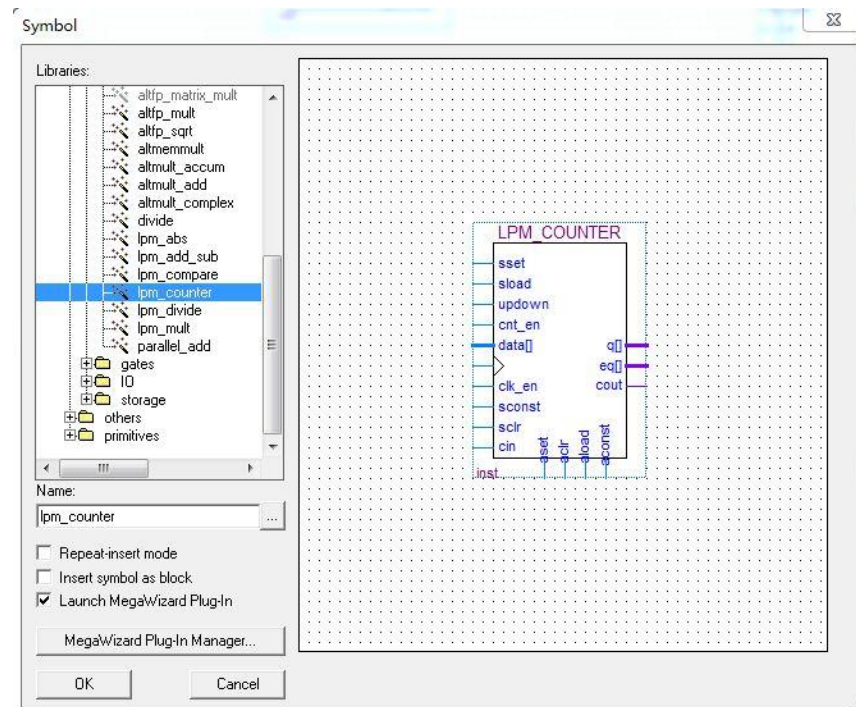 Symbol
Libraries:
altfp_matrix_mult
altfp_mult
altfp_sqrt
altmemmult
altmult_accum
altmult_add
altmult_complex
divide
lpm_abs
lpm_add_sub
lpm_compare
lpm_counter
lpm_divide
lpm_mult
parallel_add
gates
IO
storage
others
primitives
Name:
lpm_counter
...
Repeat-insert mode
Insert symbol as block
Launch MegaWizard Plug-In
MegaWizard Plug-In Manager...
OK Cancel
LPM_COUNTER
sset
sload
updown
cnt_en
data[] q[]
eq[]
clk_en cout
sconst
sclr
cin
aset
aclr
aload
aconst
inst